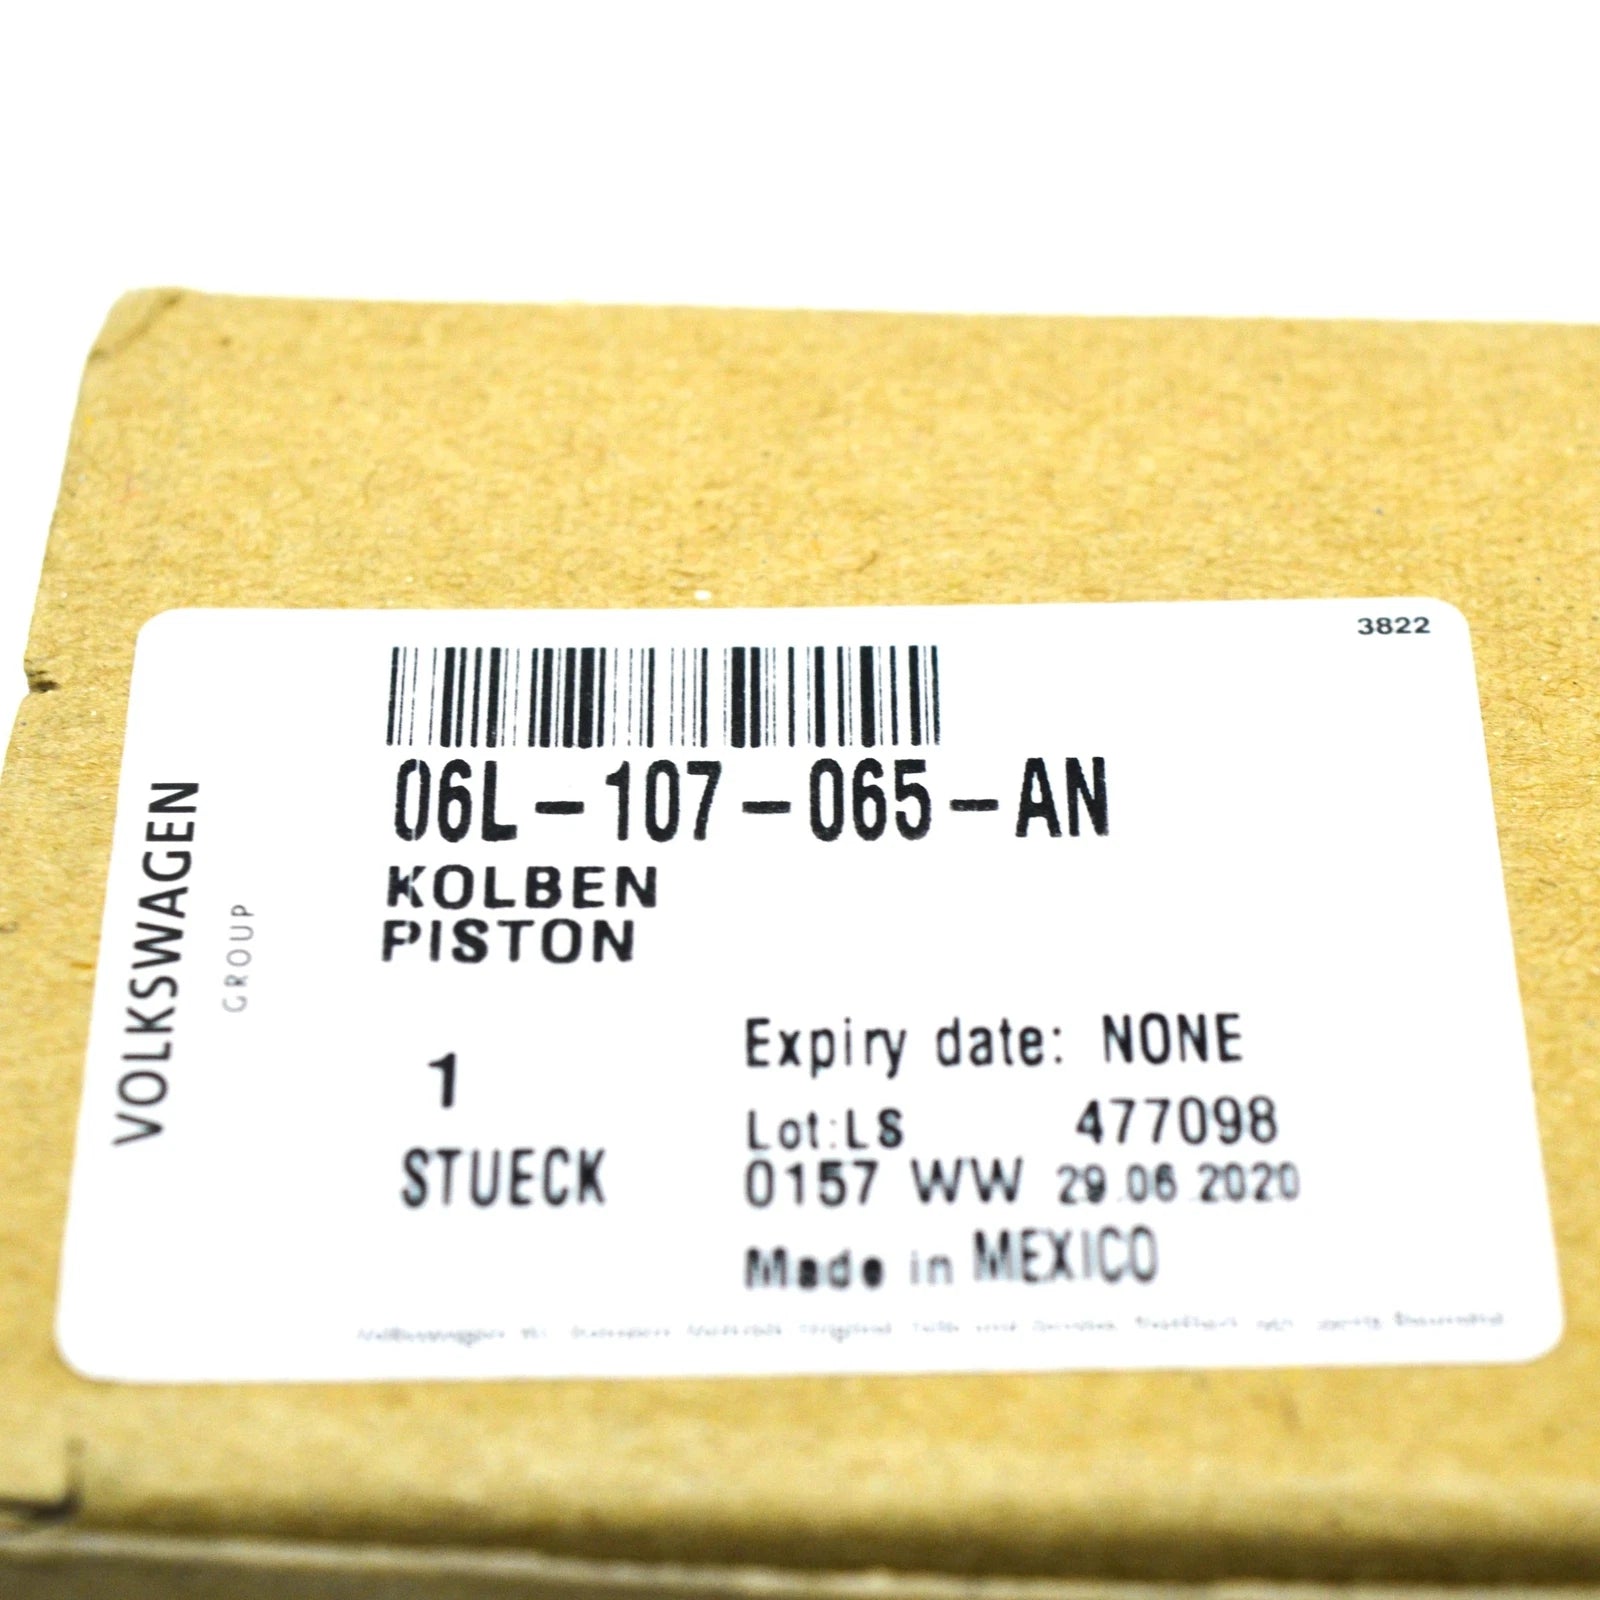 3822
06L-107-065-AN
KOLBEN
PISTON
VOLKSWAGEN
GROUP
1
STUECK
Expiry date: NONE
Lot:LS 477098
0157 WW 29.06.2020
Made in MEXICO